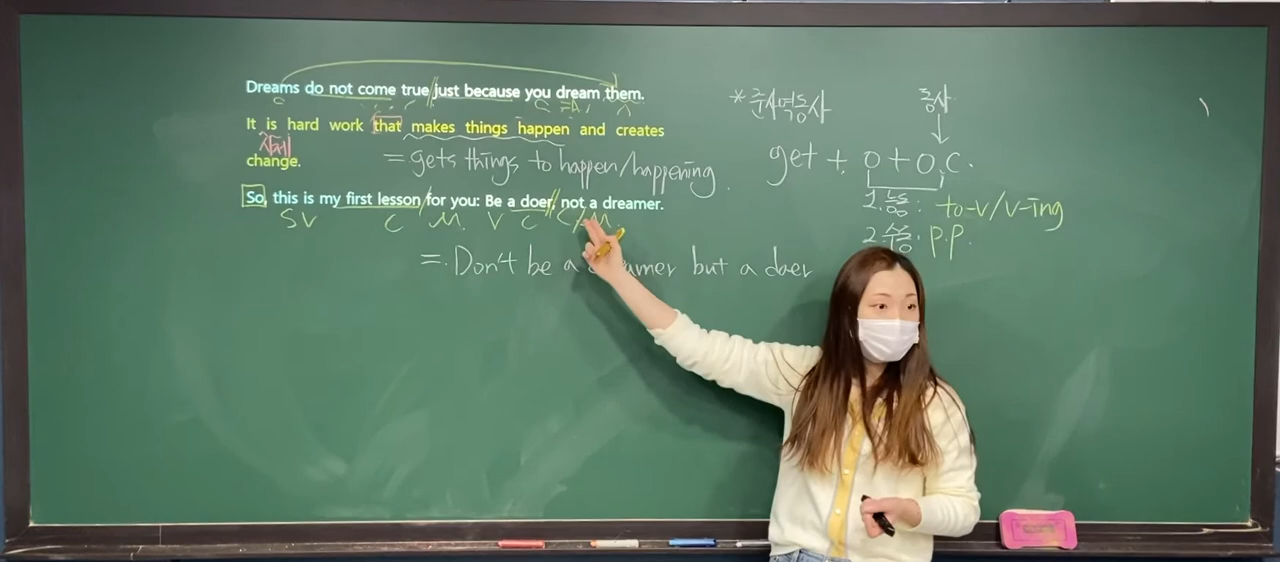 Dreams do not come true just because you dream them.
It is hard work that makes things happen and creates
change.
= gets things to happen/happening
So, this is my first lesson for you: Be a doer, not a dreamer.
S V C M V C C/M
= Don't be a dreamer but a doer
*준사역동사
동사
get + O + O.C.
1. 능동: to-v/v-ing
2. 수동: p.p.